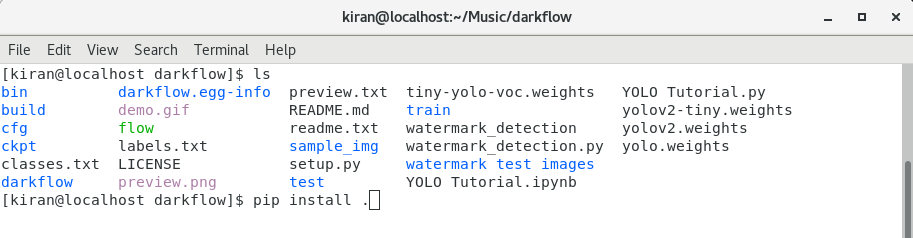 kiran@localhost:~/Music/darkflow
File Edit View Search Terminal Help
[kiran@localhost darkflow]$ ls
bin darkflow.egg-info preview.txt tiny-yolo-voc.weights YOLO Tutorial.py
build demo.gif README.md train yolov2-tiny.weights
cfg flow readme.txt watermark_detection yolov2.weights
ckpt labels.txt sample_img watermark_detection.py yolo.weights
classes.txt LICENSE setup.py watermark test images
darkflow preview.png test YOLO Tutorial.ipynb
[kiran@localhost darkflow]$ pip install .